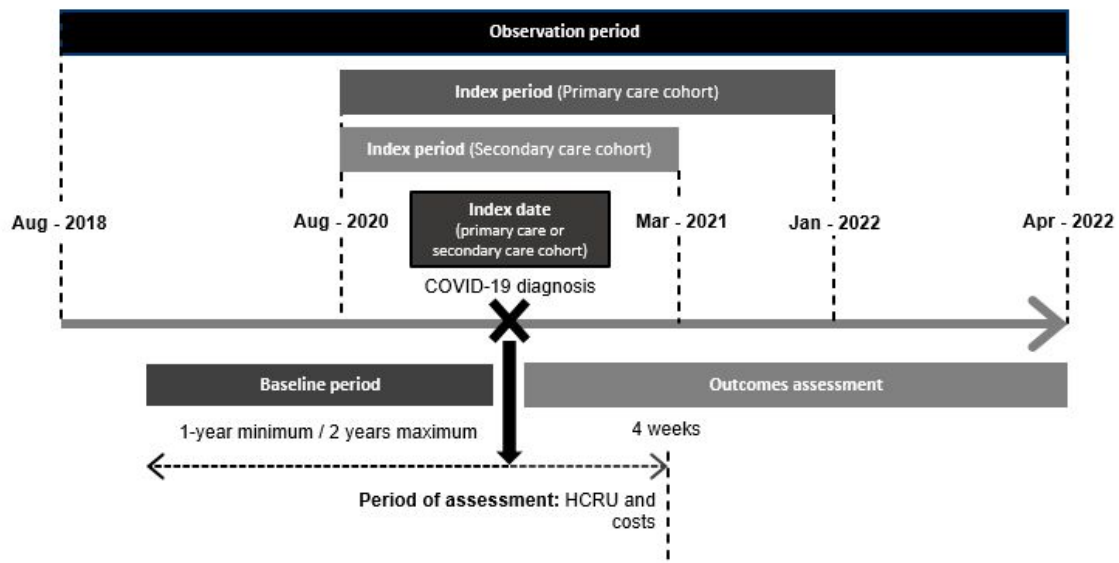 Observation period
Index period (Primary care cohort)
Index period (Secondary care cohort)
Aug - 2018
Aug - 2020
Index date
(primary care or
secondary care cohort)
Mar - 2021
Jan - 2022
Apr - 2022
COVID-19 diagnosis
Baseline period
Outcomes assessment
1-year minimum / 2 years maximum
4 weeks
Period of assessment: HCRU and
costs